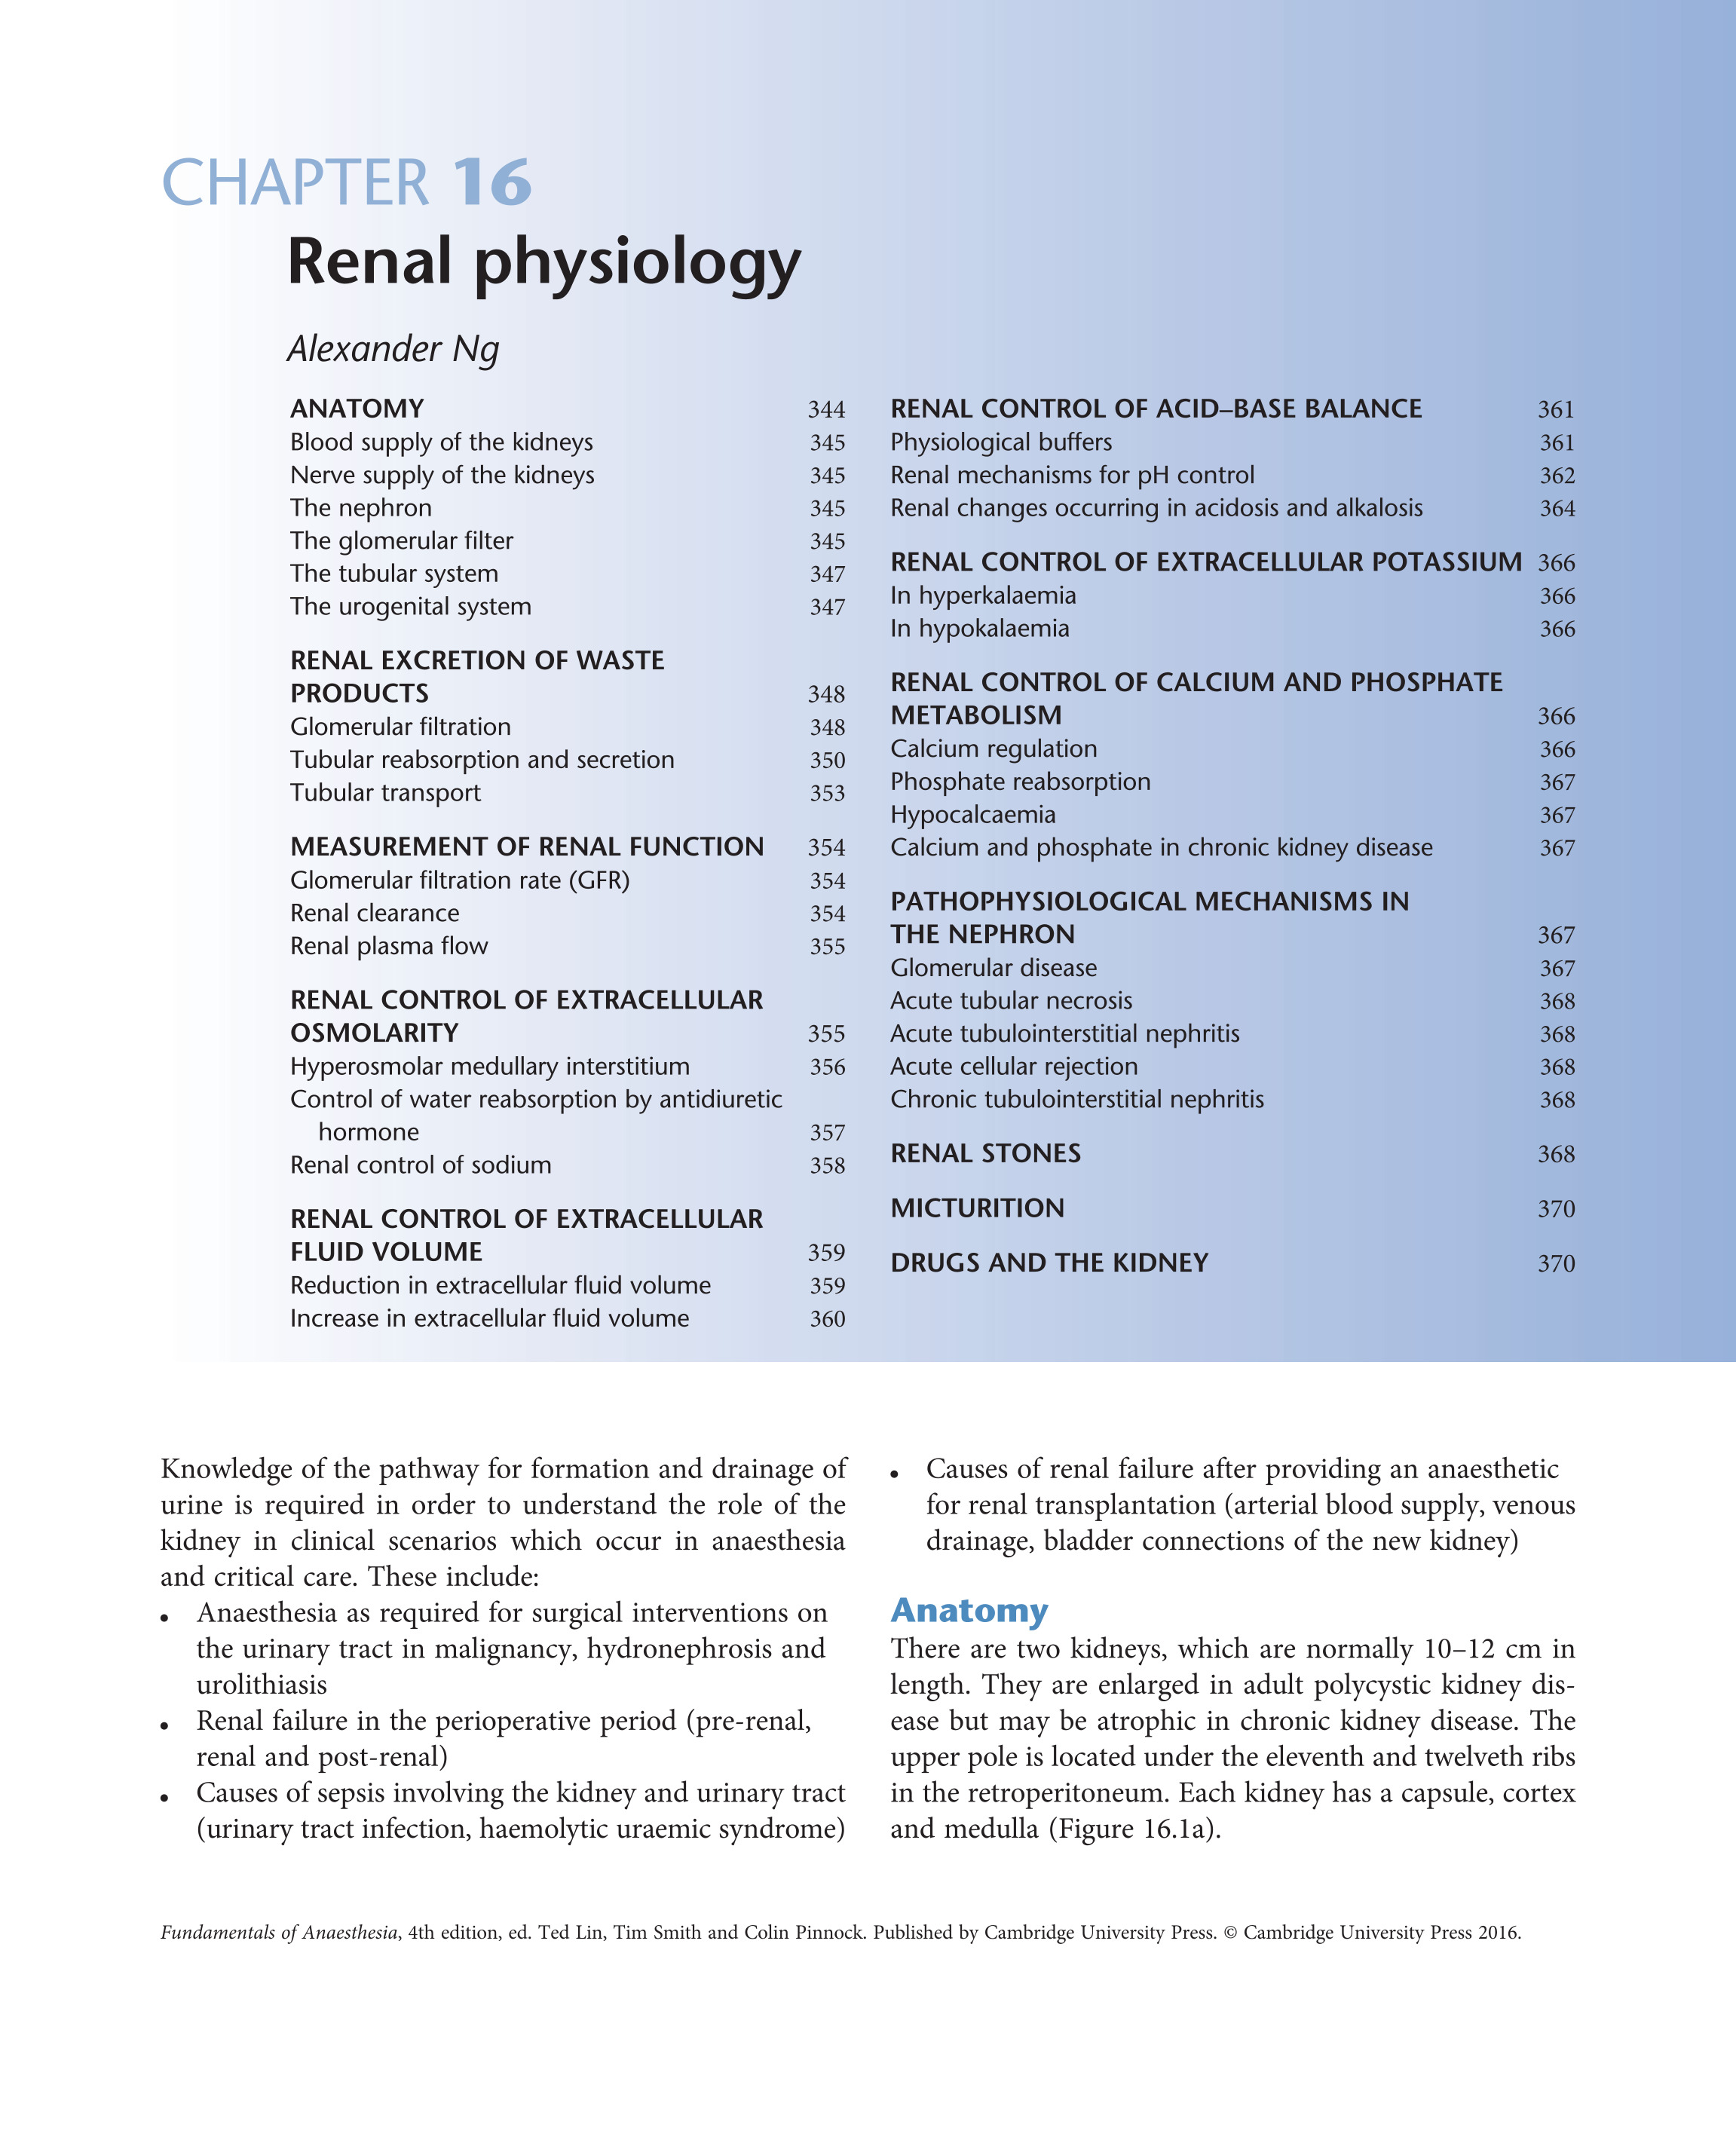 CHAPTER 16
Renal physiology
Alexander Ng
ANATOMY 344
Blood supply of the kidneys 345
Nerve supply of the kidneys 345
The nephron 345
The glomerular filter 345
The tubular system 347
The urogenital system 347
RENAL EXCRETION OF WASTE
PRODUCTS 348
Glomerular filtration 348
Tubular reabsorption and secretion 350
Tubular transport 353
MEASUREMENT OF RENAL FUNCTION 354
Glomerular filtration rate (GFR) 354
Renal clearance 354
Renal plasma flow 355
RENAL CONTROL OF EXTRACELLULAR
OSMOLARITY 355
Hyperosmolar medullary interstitium 356
Control of water reabsorption by antidiuretic
hormone 357
Renal control of sodium 358
RENAL CONTROL OF EXTRACELLULAR
FLUID VOLUME 359
Reduction in extracellular fluid volume 359
Increase in extracellular fluid volume 360
RENAL CONTROL OF ACID–BASE BALANCE 361
Physiological buffers 361
Renal mechanisms for pH control 362
Renal changes occurring in acidosis and alkalosis 364
RENAL CONTROL OF EXTRACELLULAR POTASSIUM 366
In hyperkalaemia 366
In hypokalaemia 366
RENAL CONTROL OF CALCIUM AND PHOSPHATE
METABOLISM 366
Calcium regulation 366
Phosphate reabsorption 367
Hypocalcaemia 367
Calcium and phosphate in chronic kidney disease 367
PATHOPHYSIOLOGICAL MECHANISMS IN
THE NEPHRON 367
Glomerular disease 367
Acute tubular necrosis 368
Acute tubulointerstitial nephritis 368
Acute cellular rejection 368
Chronic tubulointerstitial nephritis 368
RENAL STONES 368
MICTURITION 370
DRUGS AND THE KIDNEY 370
Knowledge of the pathway for formation and drainage of
urine is required in order to understand the role of the
kidney in clinical scenarios which occur in anaesthesia
and critical care. These include:
• Anaesthesia as required for surgical interventions on
the urinary tract in malignancy, hydronephrosis and
urolithiasis
• Renal failure in the perioperative period (pre-renal,
renal and post-renal)
• Causes of sepsis involving the kidney and urinary tract
(urinary tract infection, haemolytic uraemic syndrome)
• Causes of renal failure after providing an anaesthetic
for renal transplantation (arterial blood supply, venous
drainage, bladder connections of the new kidney)
Anatomy
There are two kidneys, which are normally 10–12 cm in
length. They are enlarged in adult polycystic kidney dis-
ease but may be atrophic in chronic kidney disease. The
upper pole is located under the eleventh and twelveth ribs
in the retroperitoneum. Each kidney has a capsule, cortex
and medulla (Figure 16.1a).
Fundamentals of Anaesthesia, 4th edition, ed. Ted Lin, Tim Smith and Colin Pinnock. Published by Cambridge University Press. © Cambridge University Press 2016.